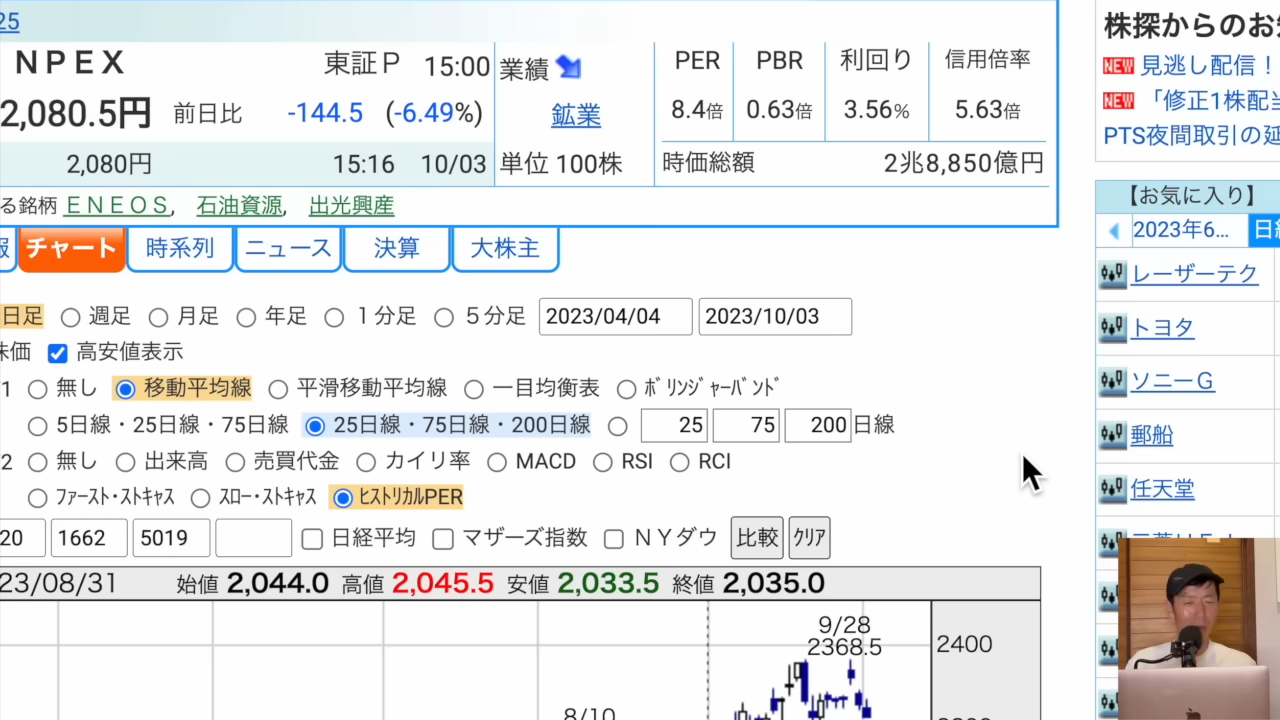 25
NPEX 東証P 15:00 業績
2,080.5円 前日比 -144.5 (-6.49%) 鉱業
2,080円 15:16 10/03 単位 100株
PER PBR 利回り 信用倍率
8.4倍 0.63倍 3.56% 5.63倍
時価総額 2兆8,850億円
る銘柄 ENEOS, 石油資源, 出光興産
報 チャート 時系列 ニュース 決算 大株主
日足 週足 月足 年足 1分足 5分足 2023/04/04 2023/10/03
株価 高安値表示
1 無し 移動平均線 平滑移動平均線 一目均衡表 ﾎﾞﾘﾝｼﾞｬｰﾊﾞﾝﾄﾞ
5日線・25日線・75日線 25日線・75日線・200日線 25 75 200 日線
2 無し 出来高 売買代金 カイリ率 MACD RSI RCI
ﾌｧｰｽﾄ･ｽﾄｷｬｽ ｽﾛｰ･ｽﾄｷｬｽ ﾋｽﾄﾘｶﾙPER
20 1662 5019 日経平均 マザーズ指数 NYダウ 比較 ｸﾘｱ
23/08/31 始値 2,044.0 高値 2,045.5 安値 2,033.5 終値 2,035.0
9/28
2368.5
2400
8/10
株探からのお
NEW 見逃し配信！
NEW 「修正1株配当
PTS夜間取引の延
【お気に入り】
2023年6... 日経
レーザーテク
トヨタ
ソニーG
郵船
任天堂